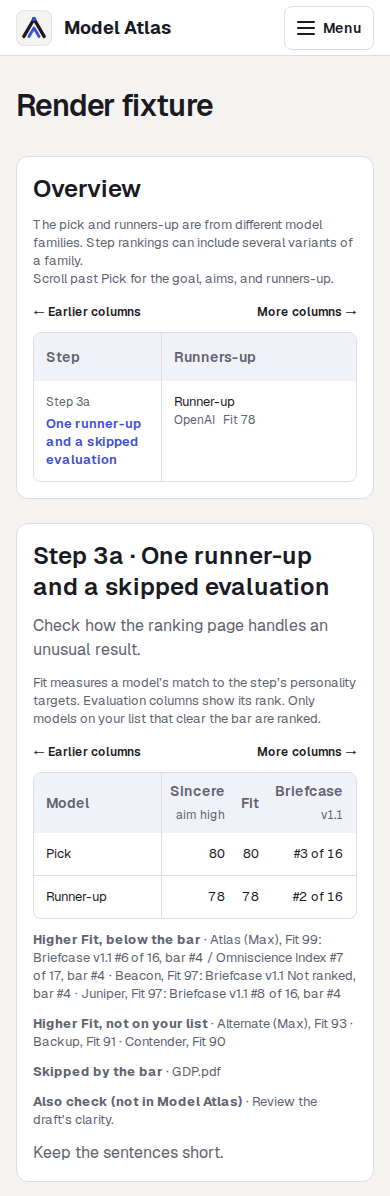 Model Atlas
Menu
Render fixture
Overview
The pick and runners-up are from different model
families. Step rankings can include several variants of
a family.
Scroll past Pick for the goal, aims, and runners-up.
← Earlier columns More columns →
Step Runners-up
Step 3a Runner-up
One runner-up OpenAI Fit 78
and a skipped
evaluation
Step 3a · One runner-up
and a skipped evaluation
Check how the ranking page handles an
unusual result.
Fit measures a model's match to the step's personality
targets. Evaluation columns show its rank. Only
models on your list that clear the bar are ranked.
← Earlier columns More columns →
Model Sincere Fit Briefcase
aim high v1.1
Pick 80 80 #3 of 16
Runner-up 78 78 #2 of 16
Higher Fit, below the bar · Atlas (Max), Fit 99:
Briefcase v1.1 #6 of 16, bar #4 / Omniscience Index #7
of 17, bar #4 · Beacon, Fit 97: Briefcase v1.1 Not ranked,
bar #4 · Juniper, Fit 97: Briefcase v1.1 #8 of 16, bar #4
Higher Fit, not on your list · Alternate (Max), Fit 93 ·
Backup, Fit 91 · Contender, Fit 90
Skipped by the bar · GDP.pdf
Also check (not in Model Atlas) · Review the
draft's clarity.
Keep the sentences short.